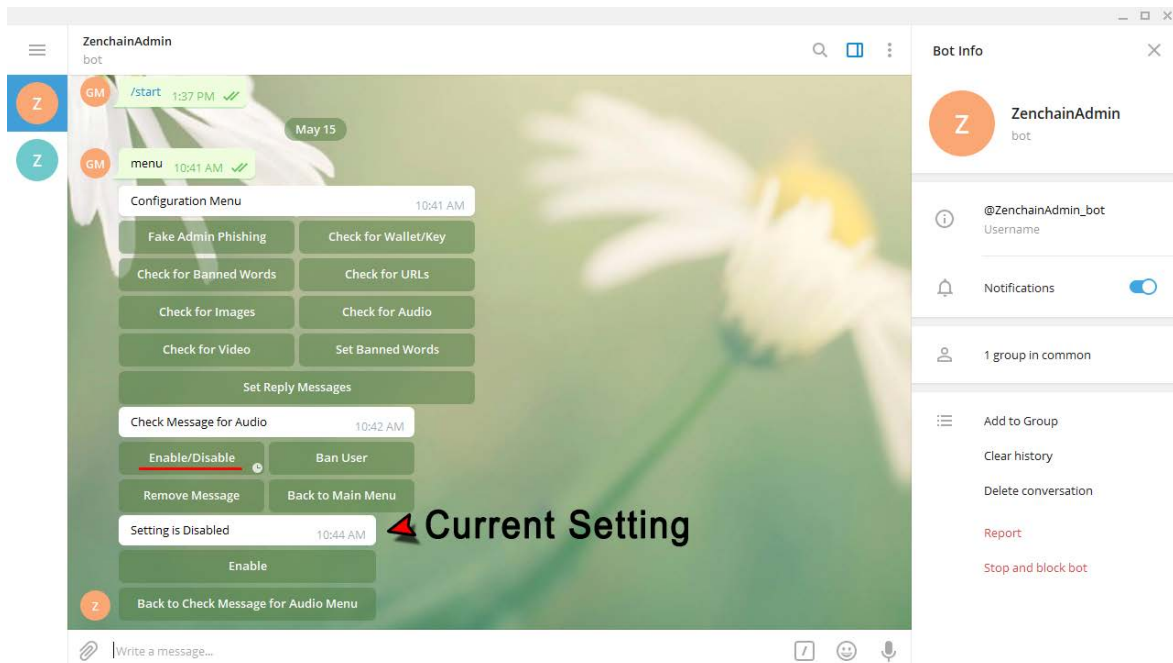 ZenchainAdmin
bot
Bot Info
Z
Z
GM
/start 1:37 PM
May 15
GM
menu 10:41 AM
Configuration Menu 10:41 AM
Fake Admin Phishing Check for Wallet/Key
Check for Banned Words Check for URLs
Check for Images Check for Audio
Check for Video Set Banned Words
Set Reply Messages
Check Message for Audio 10:42 AM
Enable/Disable Ban User
Remove Message Back to Main Menu
Setting is Disabled 10:44 AM
Current Setting
Enable
Z
Back to Check Message for Audio Menu
Write a message...
/
Z
ZenchainAdmin
bot
@ZenchainAdmin_bot
Username
Notifications
1 group in common
Add to Group
Clear history
Delete conversation
Report
Stop and block bot